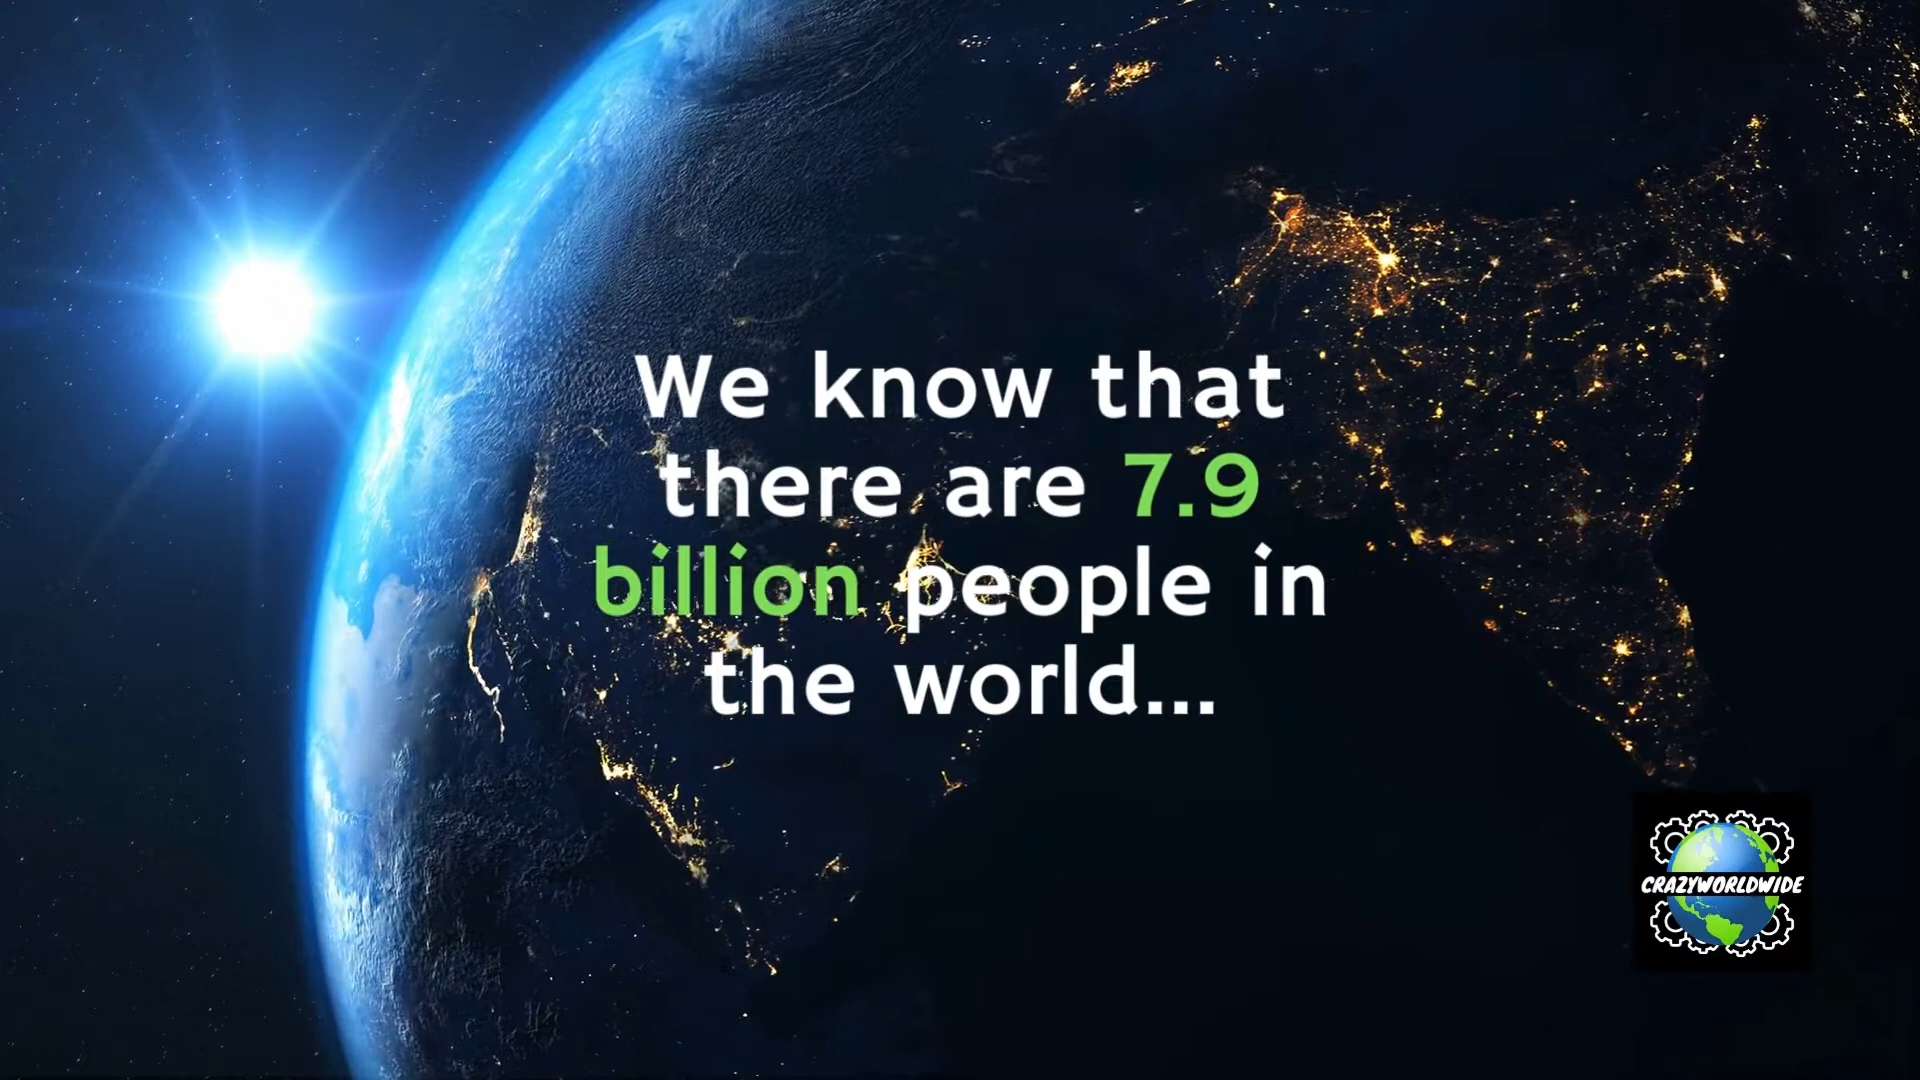 We know that
there are 7.9
billion people in
the world...
CRAZYWORLDWIDE